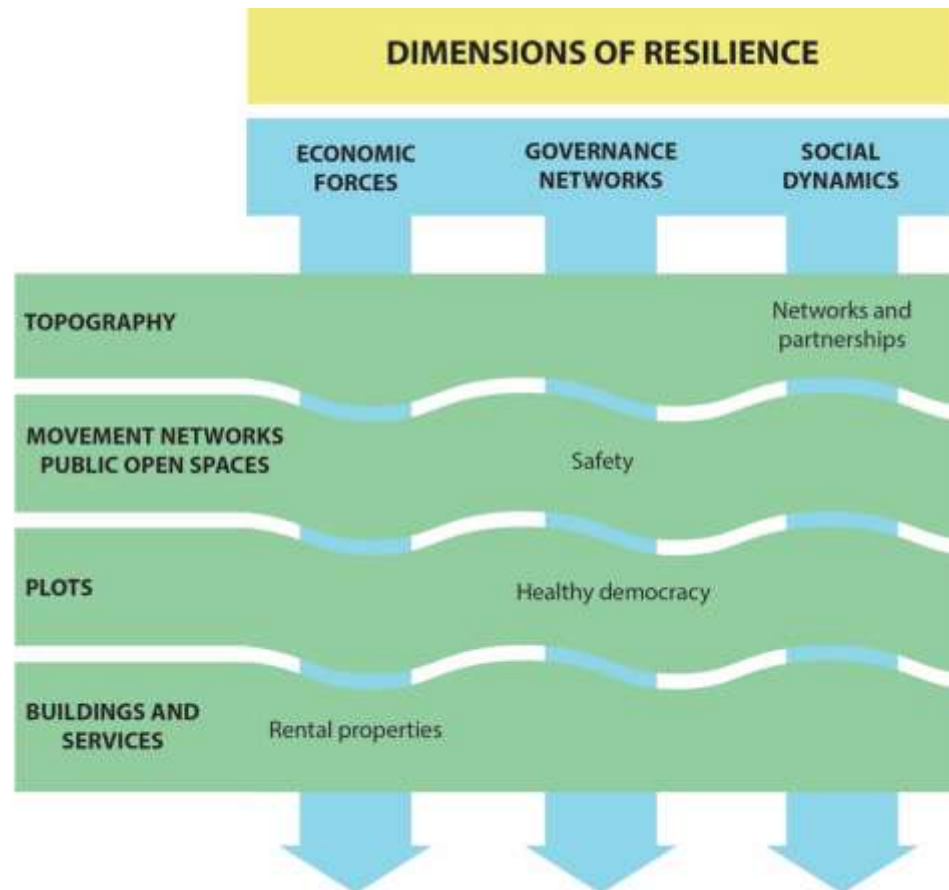 DIMENSIONS OF RESILIENCE
ECONOMIC
FORCES
GOVERNANCE
NETWORKS
SOCIAL
DYNAMICS
TOPOGRAPHY
Networks and
partnerships
MOVEMENT NETWORKS
PUBLIC OPEN SPACES
Safety
PLOTS
Healthy democracy
BUILDINGS AND
SERVICES
Rental properties